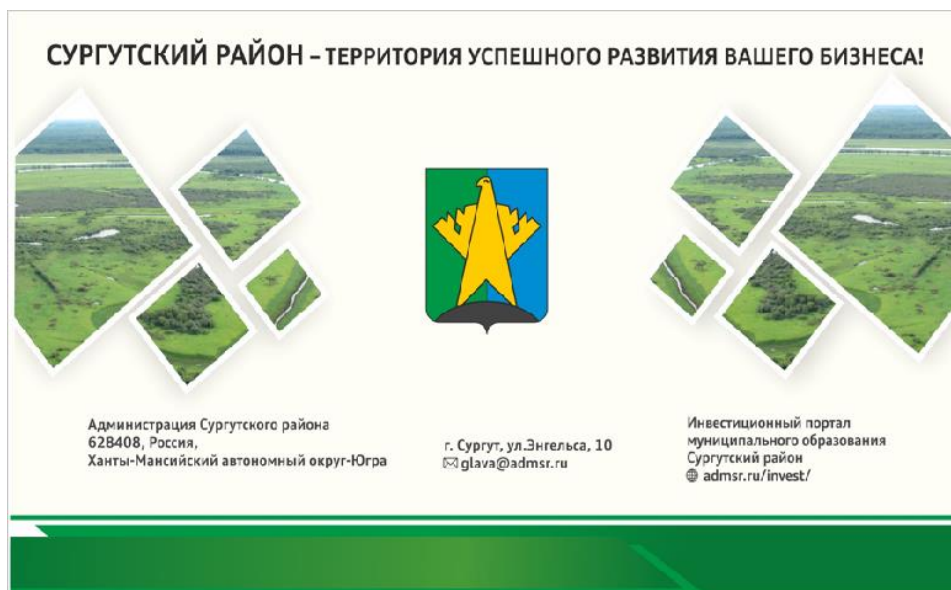 СУРГУТСКИЙ РАЙОН – ТЕРРИТОРИЯ УСПЕШНОГО РАЗВИТИЯ ВАШЕГО БИЗНЕСА!
Администрация Сургутского района
628408, Россия,
Ханты-Мансийский автономный округ-Югра
г. Сургут, ул.Энгельса, 10
glava@admsr.ru
Инвестиционный портал
муниципального образования
Сургутский район
admsr.ru/invest/